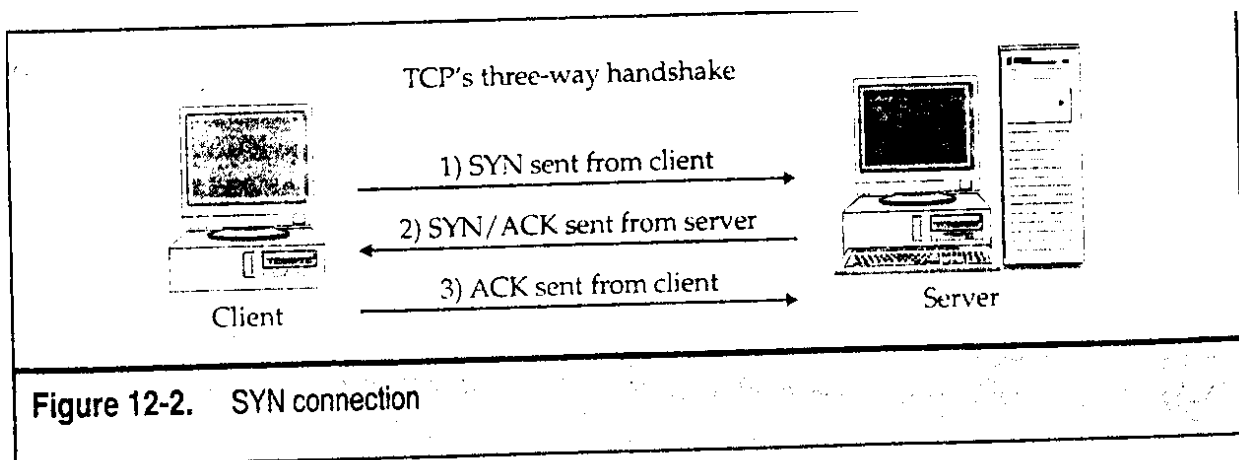 TCP's three-way handshake
1) SYN sent from client
2) SYN/ACK sent from server
3) ACK sent from client
Client
Server
Figure 12-2. SYN connection